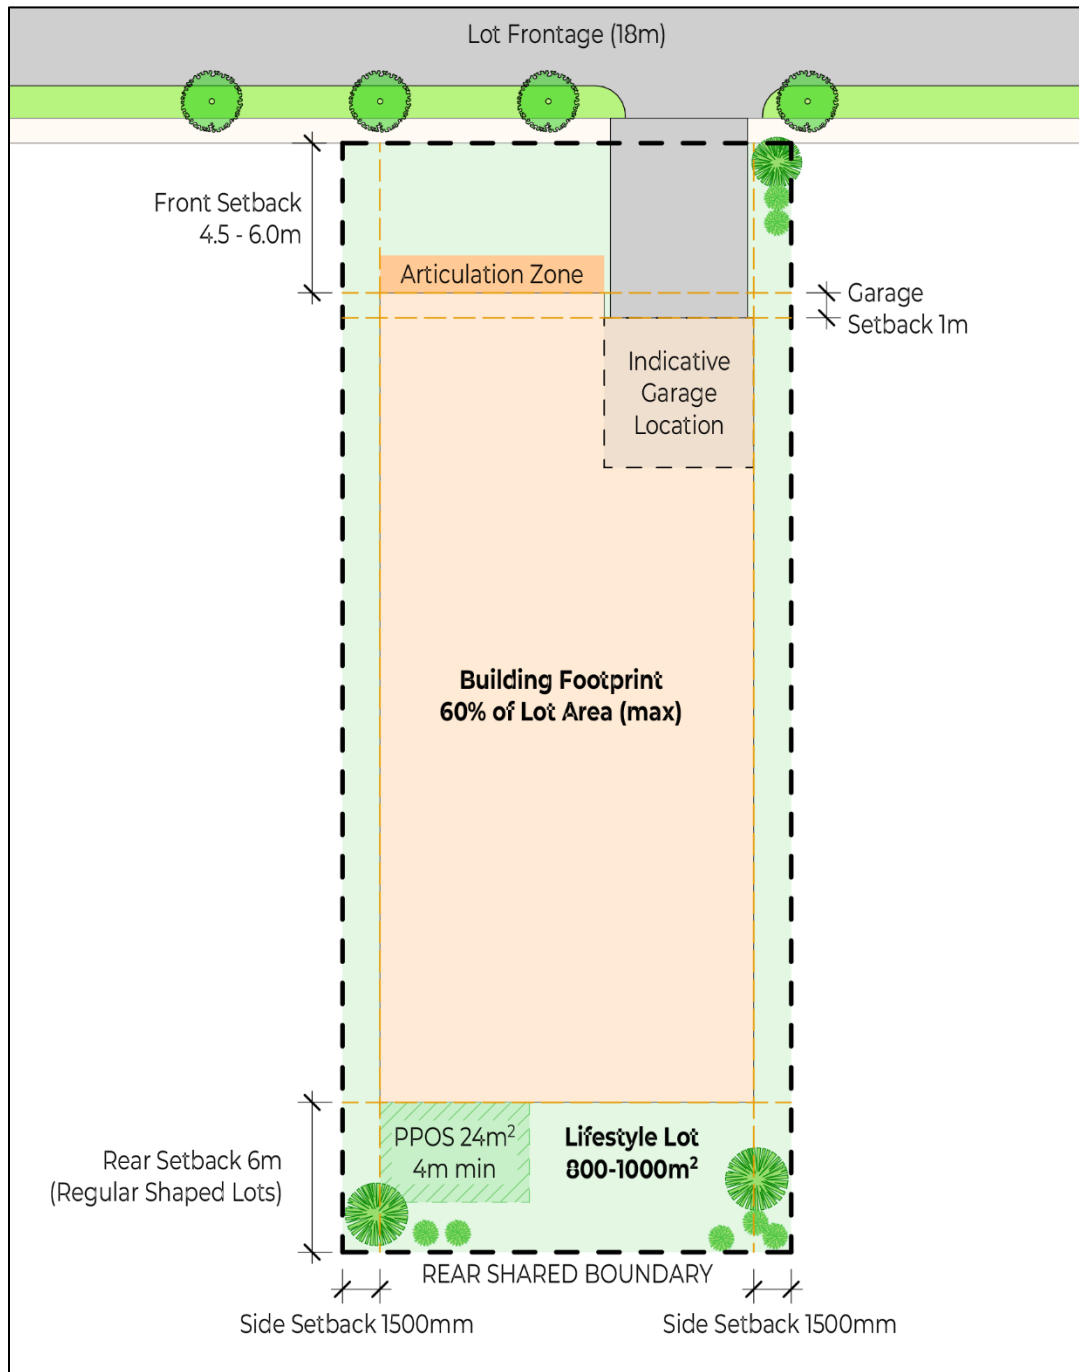 Lot Frontage (18m)
Front Setback
4.5 - 6.0m
Articulation Zone
Garage
Setback 1m
Indicative
Garage
Location
Building Footprint
60% of Lot Area (max)
PPOS 24m²
4m min
Lifestyle Lot
800-1000m²
Rear Setback 6m
(Regular Shaped Lots)
REAR SHARED BOUNDARY
Side Setback 1500mm
Side Setback 1500mm